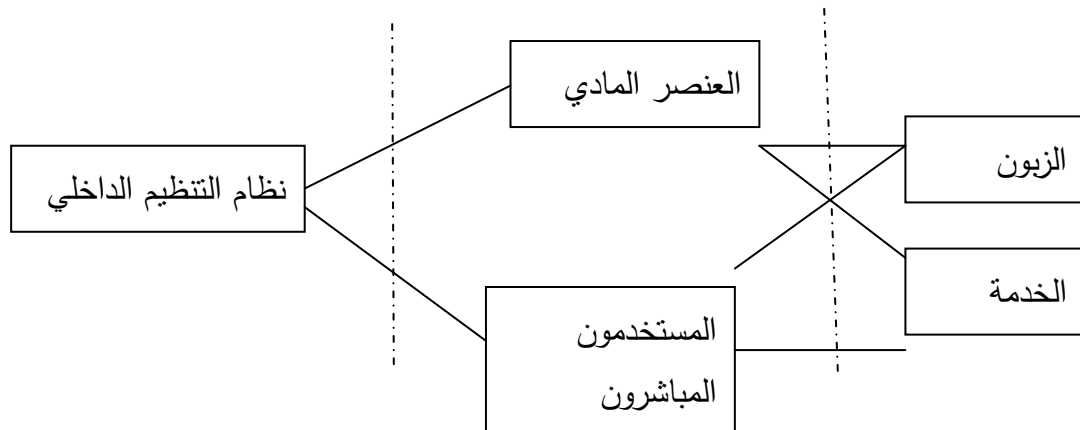 العنصر المادي
الزبون
نظام التنظيم الداخلي
الخدمة
المستخدمون
المباشرون